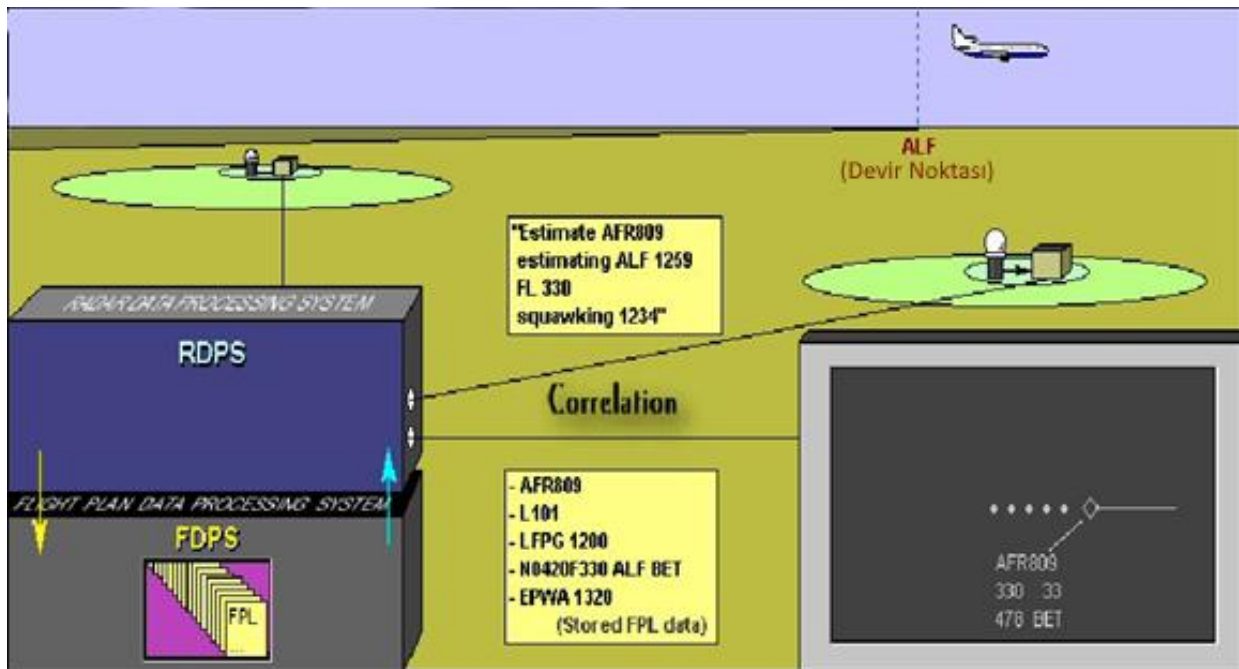 ALF
(Devir Noktası)
"Estimate AFR809
estimating ALF 1259
FL 330
squawking 1234"
RADAR DATA PROCESSING SYSTEM
RDPS
Correlation
FLIGHT PLAN DATA PROCESSING SYSTEM
FDPS
FPL
- AFR809
- L101
- LFPG 1200
- N0420F330 ALF BET
- EPWA 1320
(Stored FPL data)
AFR809
330 33
478 BET